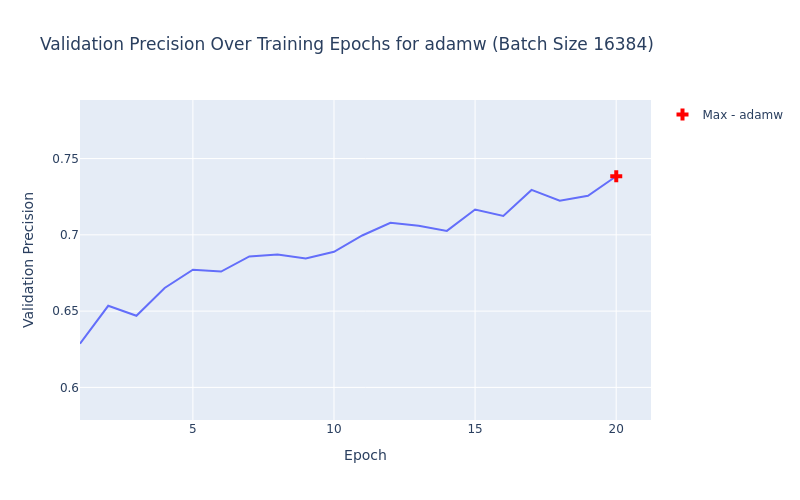 Validation Precision Over Training Epochs for adamw (Batch Size 16384)
Max - adamw
Validation Precision
0.75
0.7
0.65
0.6
5
10
15
20
Epoch